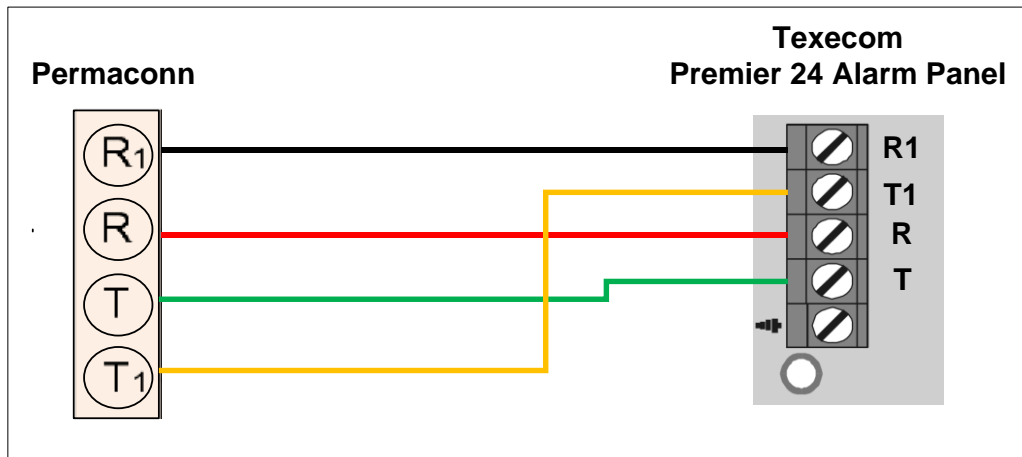 Texecom
Permaconn
Premier 24 Alarm Panel
R1
R
T
T1
R1
T1
R
T